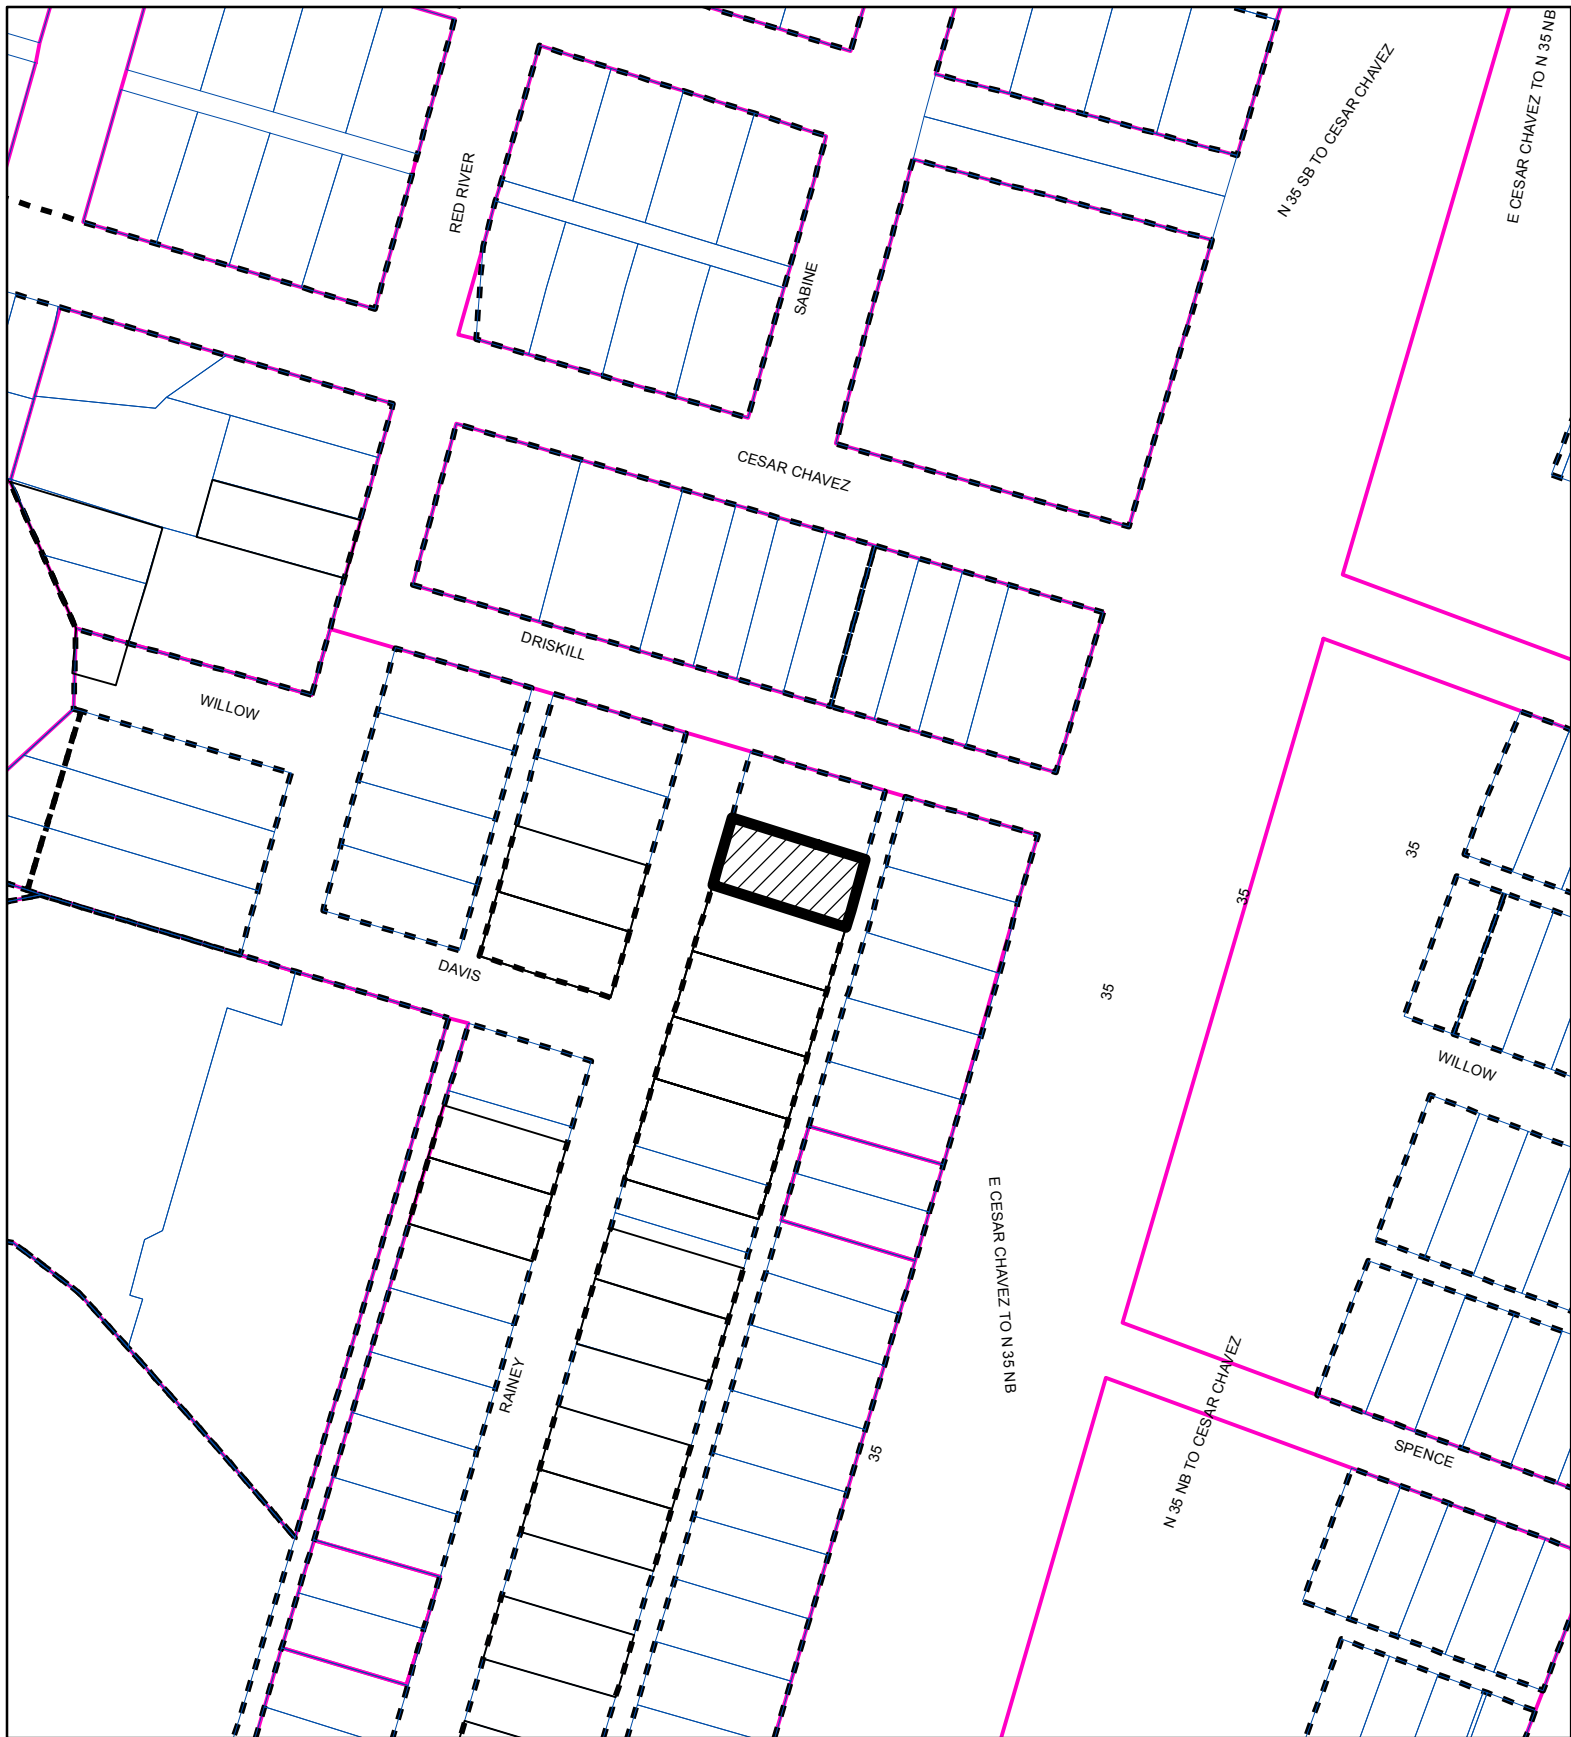 E CESAR CHAVEZ TO N 35 NB
N 35 SB TO CESAR CHAVEZ
RED RIVER
SABINE
CESAR CHAVEZ
DRISKILL
WILLOW
35
35
DAVIS
35
WILLOW
E CESAR CHAVEZ TO N 35 NB
RAINEY
N 35 NB TO CESAR CHAVEZ
35
SPENCE